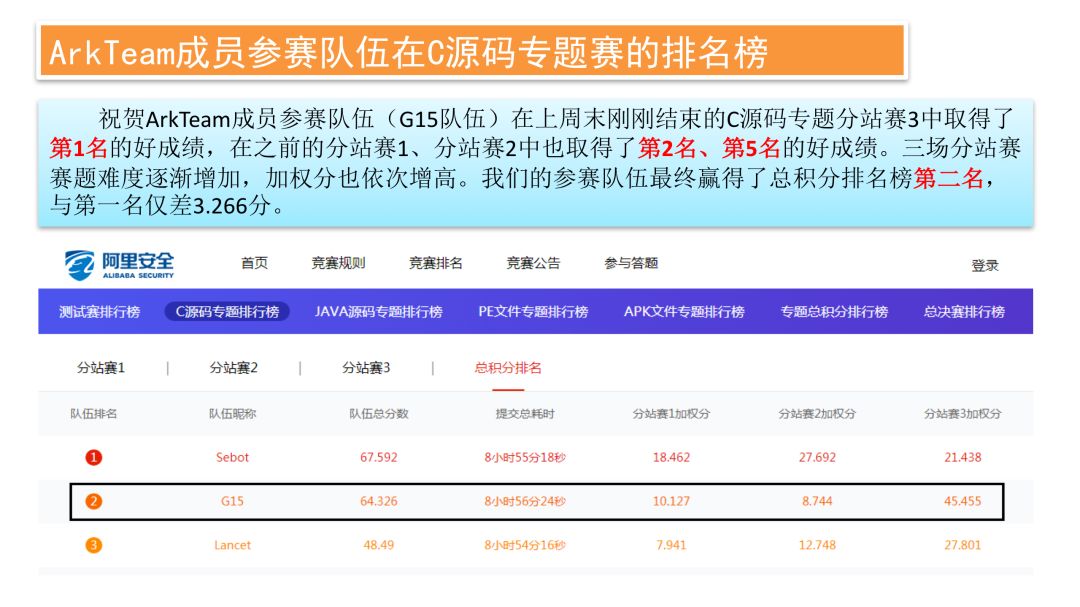 ArkTeam成员参赛队伍在C源码专题赛的排名榜
祝贺ArkTeam成员参赛队伍（G15队伍）在上周末刚刚结束的C源码专题分站赛3中取得了
第1名的好成绩，在之前的分站赛1、分站赛2中也取得了第2名、第5名的好成绩。三场分站赛
赛题难度逐渐增加，加权分也依次增高。我们的参赛队伍最终赢得了总积分排名榜第二名，
与第一名仅差3.266分。
阿里安全
ALIBABA SECURITY
首页 竞赛规则 竞赛排名 竞赛公告 参与答题 登录
测试赛排行榜 C源码专题排行榜 JAVA源码专题排行榜 PE文件专题排行榜 APK文件专题排行榜 专题总积分排行榜 总决赛排行榜
分站赛1 | 分站赛2 | 分站赛3 | 总积分排名
队伍排名 队伍昵称 队伍总分数 提交总耗时 分站赛1加权分 分站赛2加权分 分站赛3加权分
1 Sebot 67.592 8小时55分18秒 18.462 27.692 21.438
2 G15 64.326 8小时56分24秒 10.127 8.744 45.455
3 Lancet 48.49 8小时54分16秒 7.941 12.748 27.801